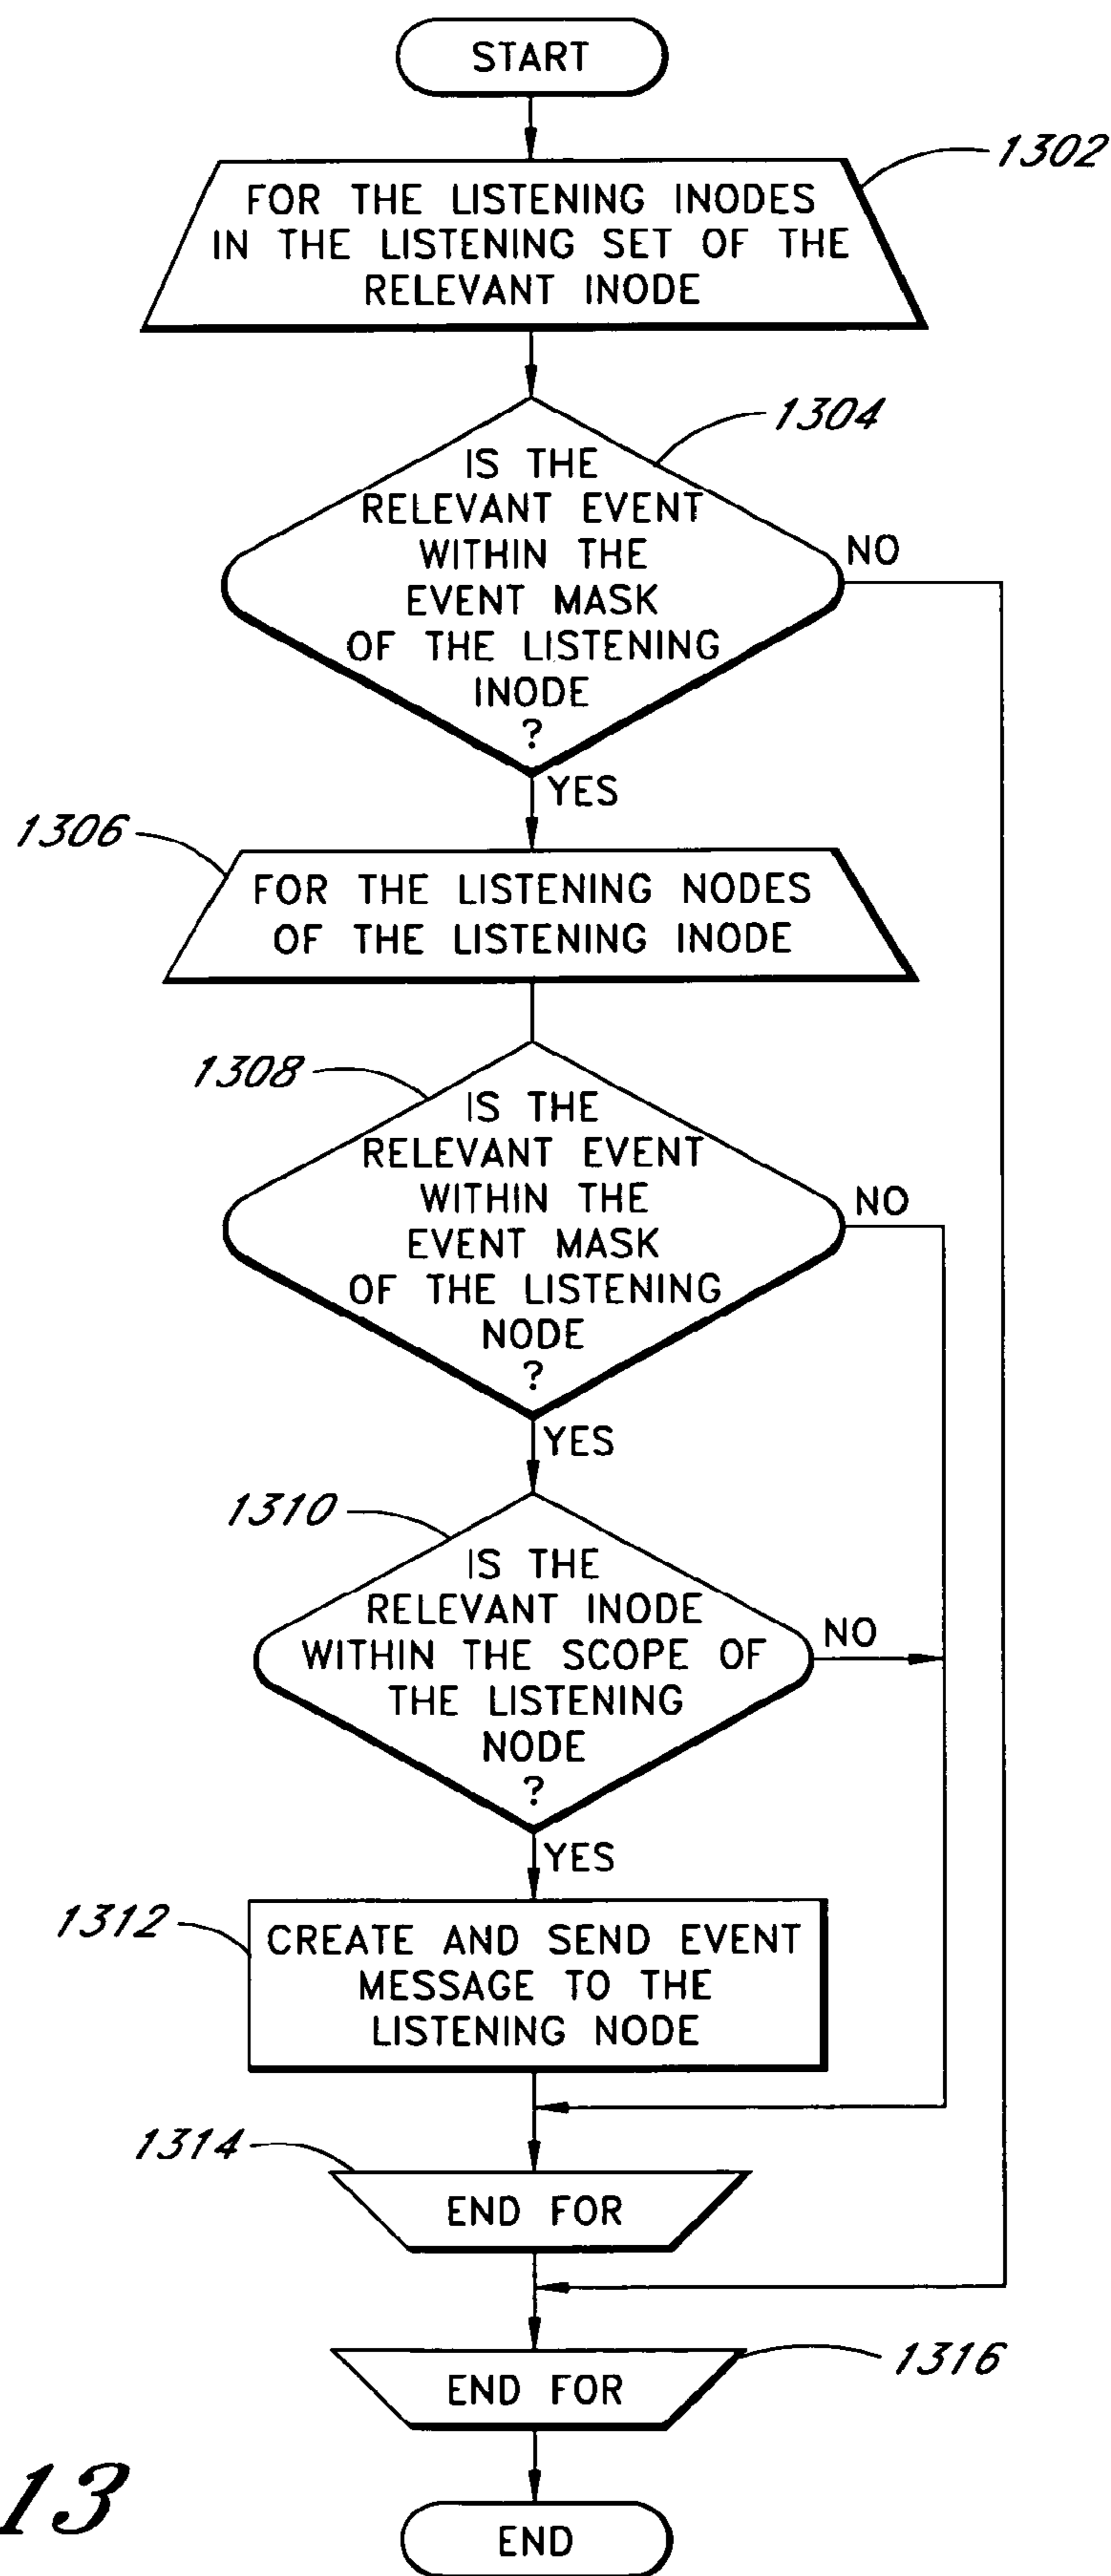 START
1302
FOR THE LISTENING INODES
IN THE LISTENING SET OF THE
RELEVANT INODE
1304
IS THE
RELEVANT EVENT
WITHIN THE
EVENT MASK
OF THE LISTENING
INODE
?
NO
YES
1306
FOR THE LISTENING NODES
OF THE LISTENING INODE
1308
IS THE
RELEVANT EVENT
WITHIN THE
EVENT MASK
OF THE LISTENING
NODE
?
NO
YES
1310
IS THE
RELEVANT INODE
WITHIN THE SCOPE OF
THE LISTENING
NODE
?
NO
YES
1312
CREATE AND SEND EVENT
MESSAGE TO THE
LISTENING NODE
1314
END FOR
1316
END FOR
13
END